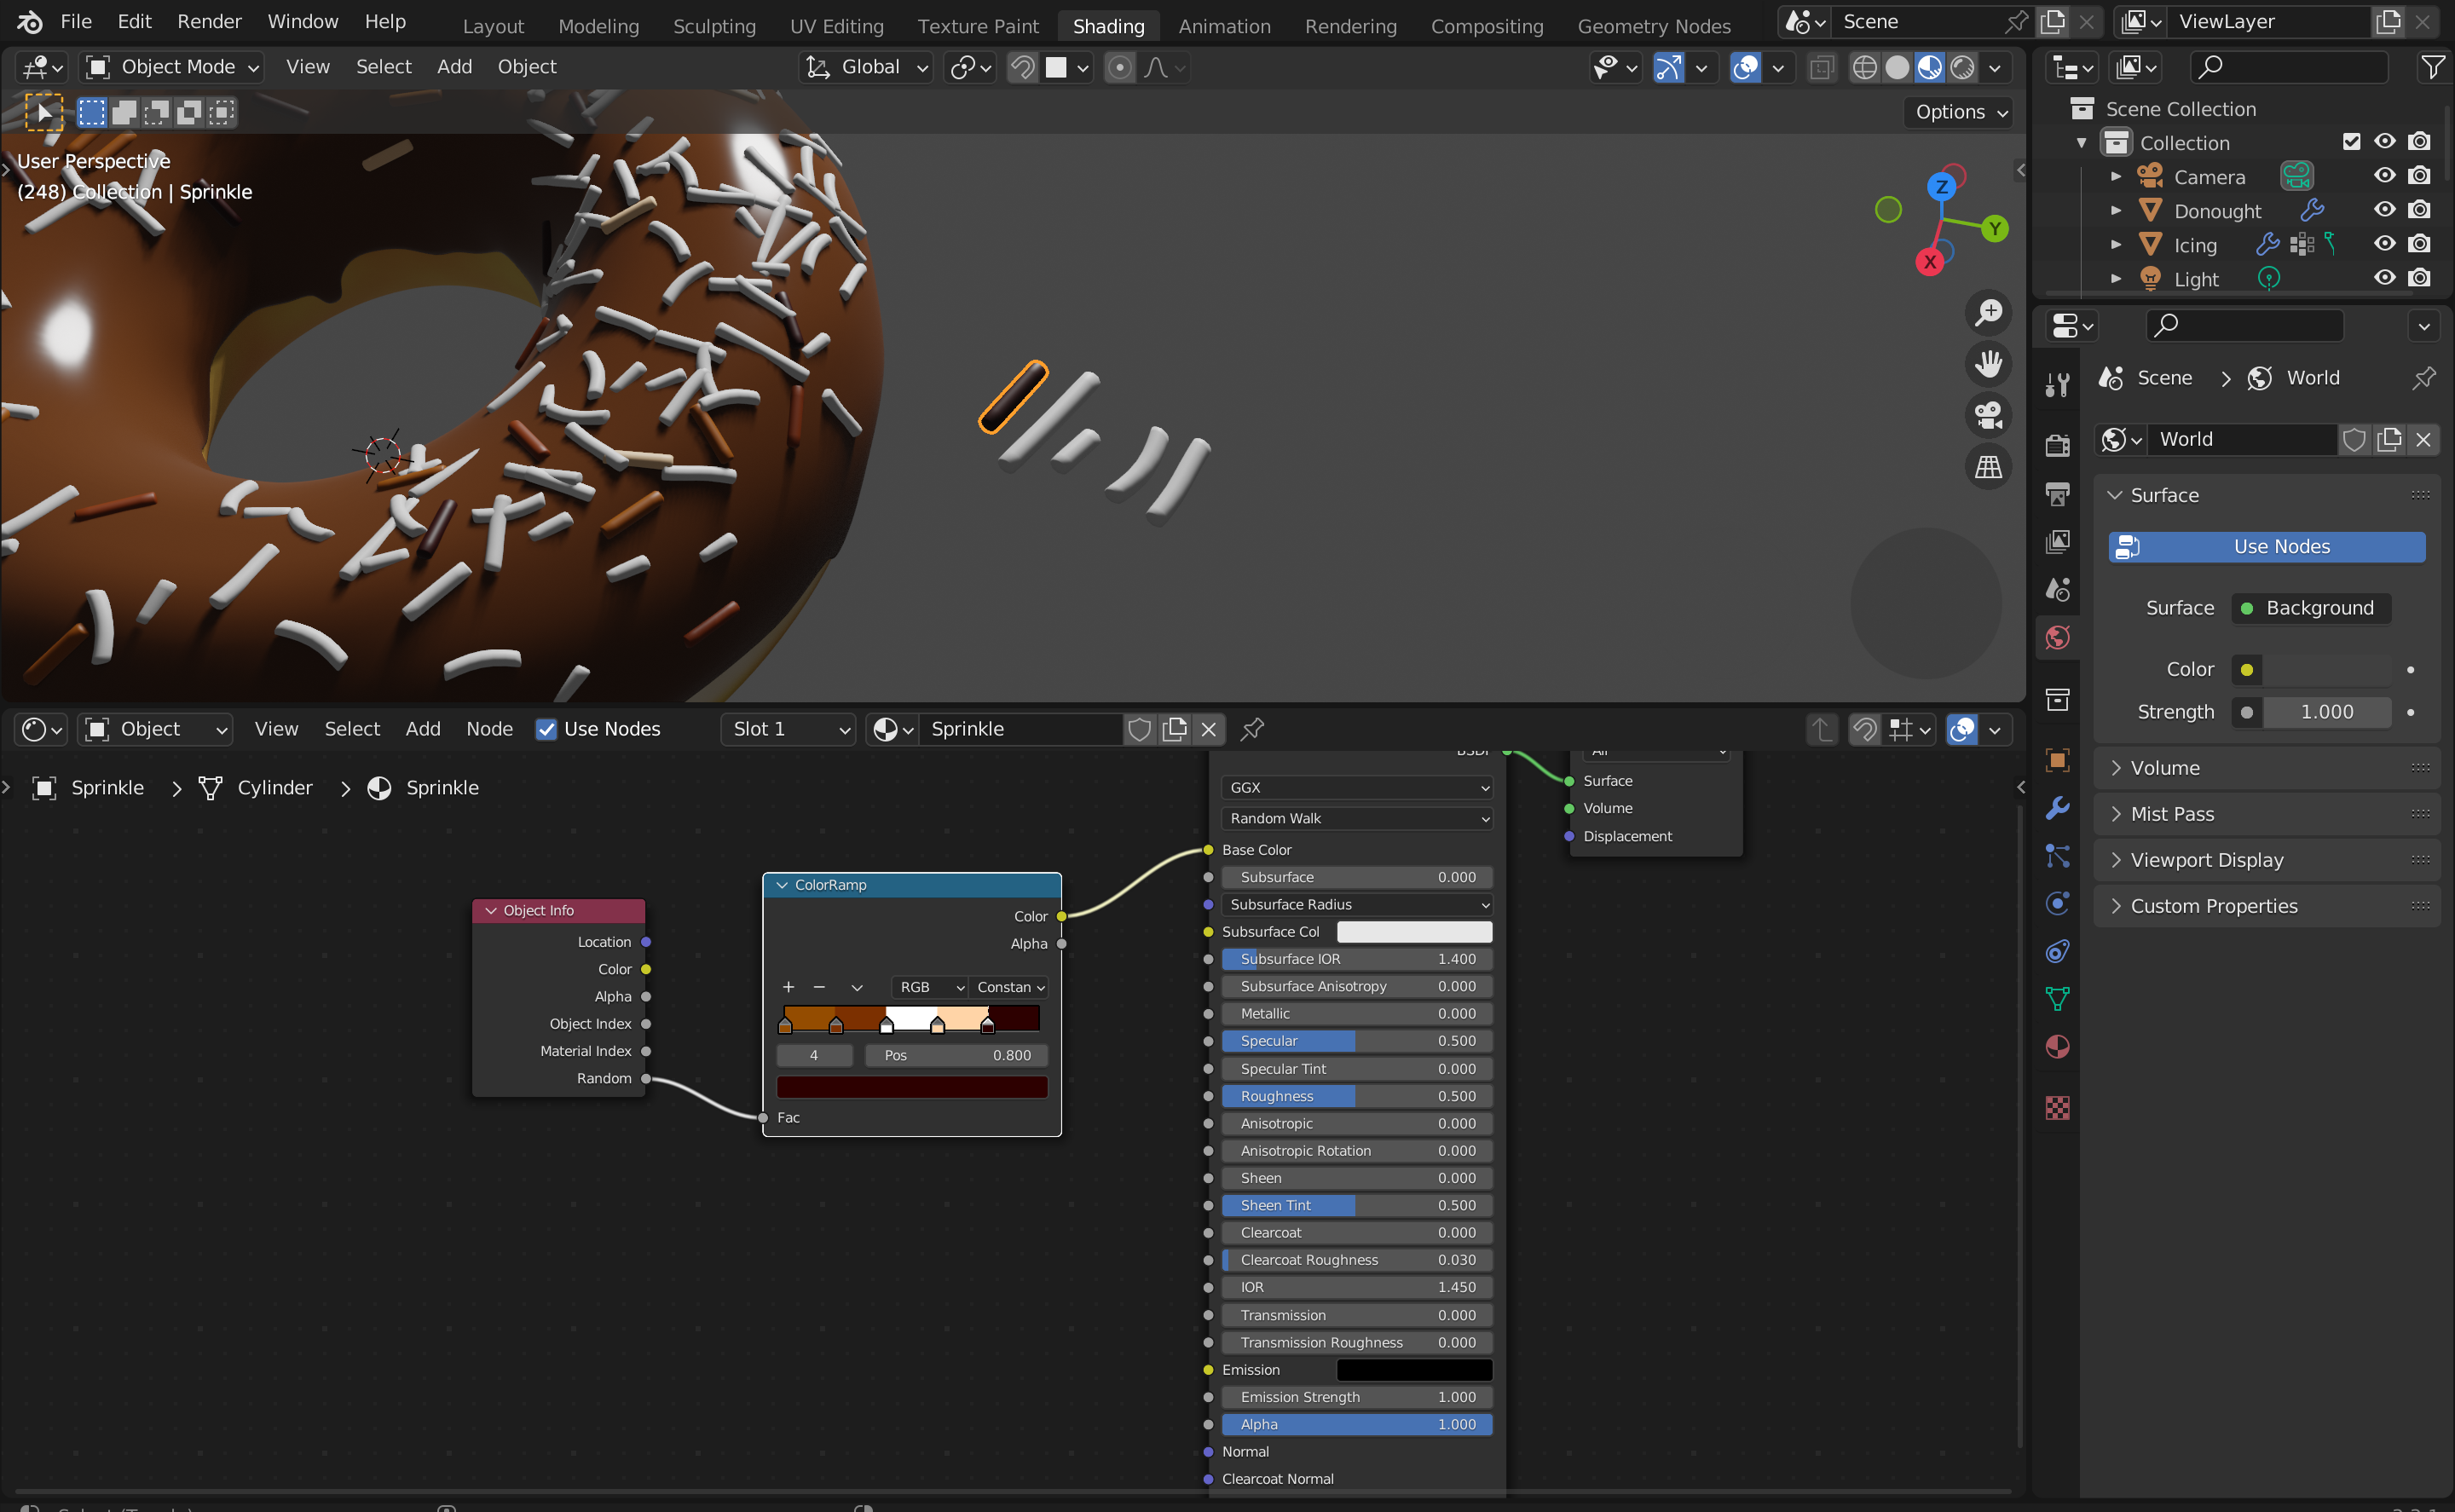 File Edit Render Window Help Layout Modeling Sculpting UV Editing Texture Paint Shading Animation Rendering Compositing Geometry Nodes Scene ViewLayer
Object Mode View Select Add Object Global
Options
User Perspective
(248) Collection | Sprinkle
Z
Y
X
Scene Collection
Collection
Camera
Donought
Icing
Light
Scene > World
World
Surface
Use Nodes
Surface Background
Color
Strength 1.000
Volume
Mist Pass
Viewport Display
Custom Properties
Object View Select Add Node Use Nodes Slot 1 Sprinkle
Sprinkle > Cylinder > Sprinkle
Object Info
Location
Color
Alpha
Object Index
Material Index
Random
ColorRamp
Color
Alpha
+ − RGB Constan
4 Pos 0.800
Fac
BSDF
GGX
Random Walk
Base Color
Subsurface 0.000
Subsurface Radius
Subsurface Col
Subsurface IOR 1.400
Subsurface Anisotropy 0.000
Metallic 0.000
Specular 0.500
Specular Tint 0.000
Roughness 0.500
Anisotropic 0.000
Anisotropic Rotation 0.000
Sheen 0.000
Sheen Tint 0.500
Clearcoat 0.000
Clearcoat Roughness 0.030
IOR 1.450
Transmission 0.000
Transmission Roughness 0.000
Emission
Emission Strength 1.000
Alpha 1.000
Normal
Clearcoat Normal
All
Surface
Volume
Displacement